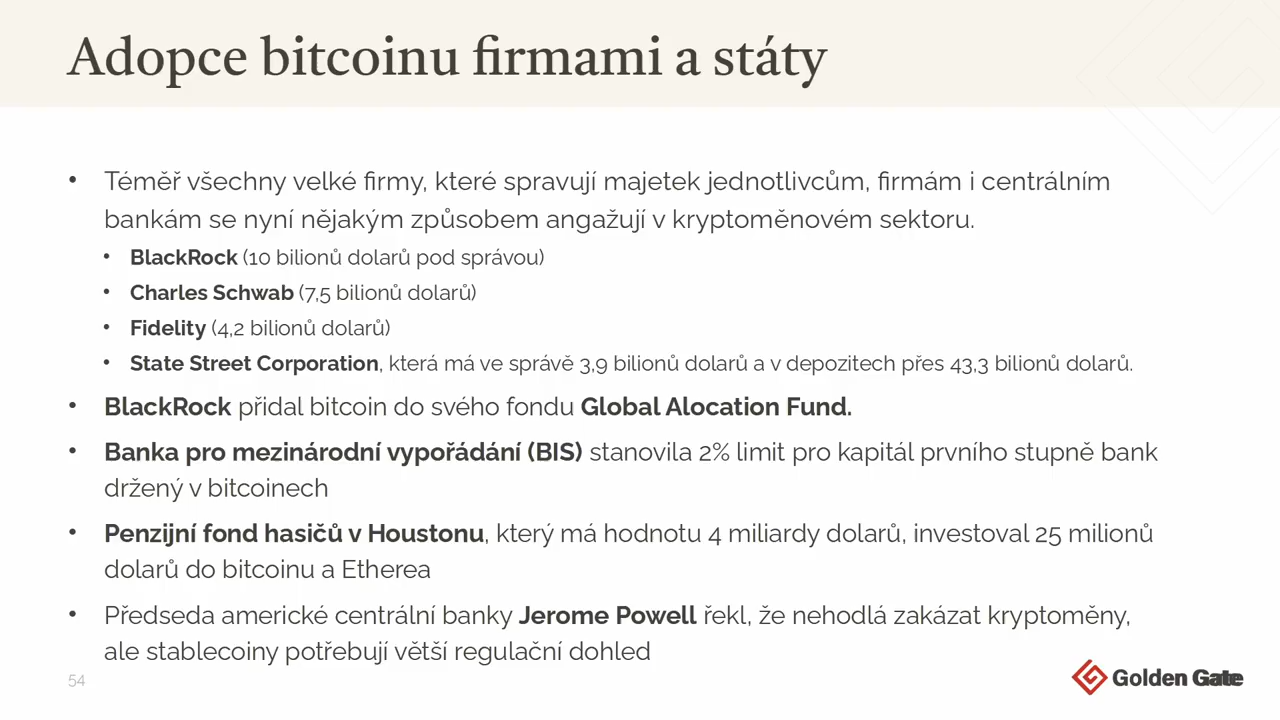 Adopce bitcoinu firmami a státy
• Téměř všechny velké firmy, které spravují majetek jednotlivcům, firmám i centrálním
bankám se nyní nějakým způsobem angažují v kryptoměnovém sektoru.
• BlackRock (10 bilionů dolarů pod správou)
• Charles Schwab (7,5 bilionů dolarů)
• Fidelity (4,2 bilionů dolarů)
• State Street Corporation, která má ve správě 3,9 bilionů dolarů a v depozitech přes 43,3 bilionů dolarů.
• BlackRock přidal bitcoin do svého fondu Global Alocation Fund.
• Banka pro mezinárodní vypořádání (BIS) stanovila 2% limit pro kapitál prvního stupně bank
držený v bitcoinech
• Penzijní fond hasičů v Houstonu, který má hodnotu 4 miliardy dolarů, investoval 25 milionů
dolarů do bitcoinu a Etherea
• Předseda americké centrální banky Jerome Powell řekl, že nehodlá zakázat kryptoměny,
ale stablecoiny potřebují větší regulační dohled
54
Golden Gate